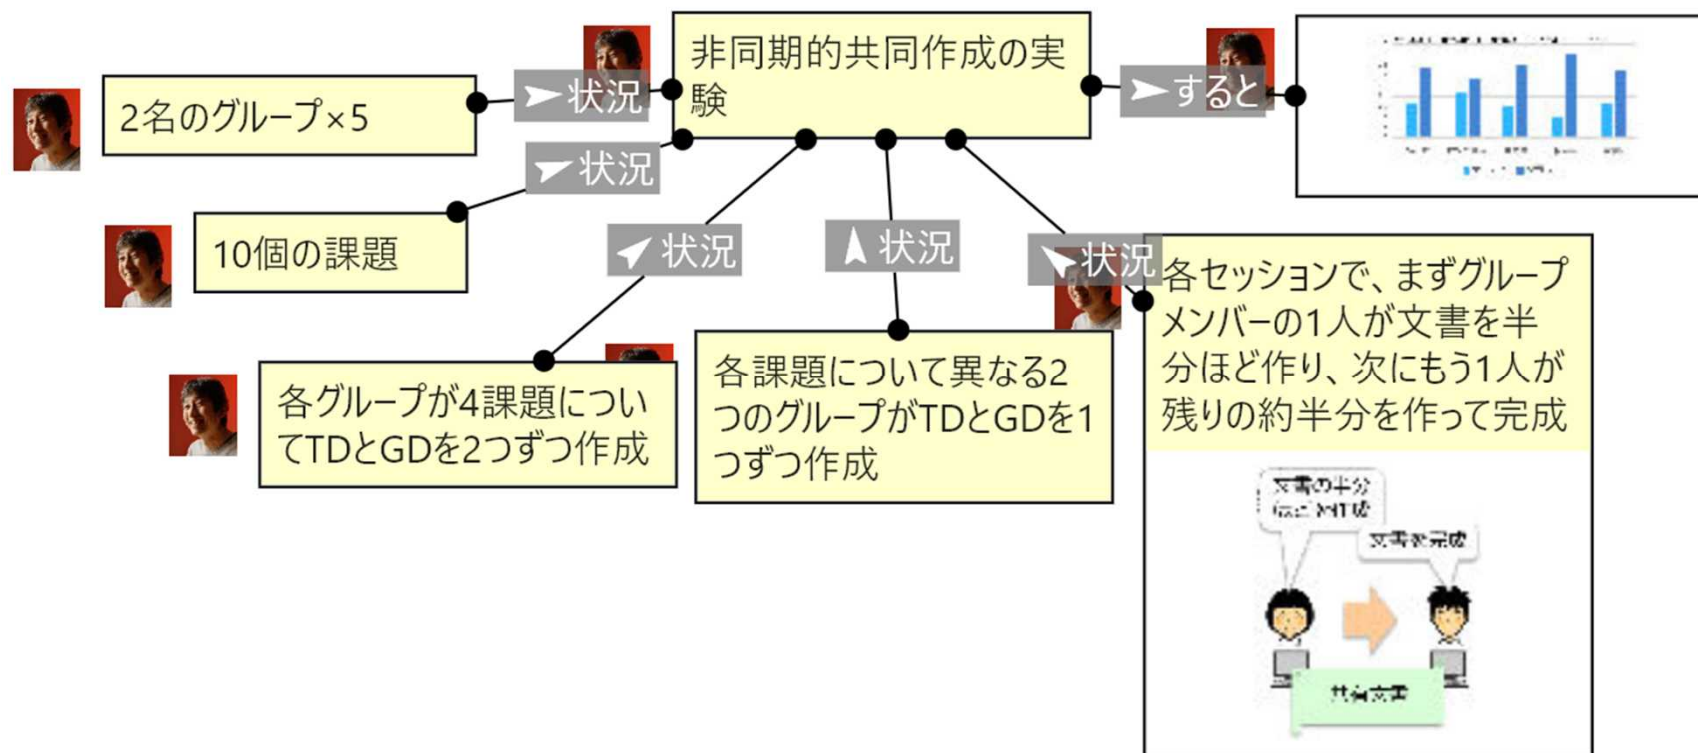 非同期的共同作成の実
験
2名のグループ×5
状況
すると
状況
10個の課題
状況
状況
状況
各グループが4課題につい
てTDとGDを2つずつ作成
各課題について異なる2
つのグループがTDとGDを1
つずつ作成
各セッションで、まずグループ
メンバーの1人が文書を半
分ほど作り、次にもう1人が
残りの約半分を作って完成
文書の半分
文書を完成
共有文書